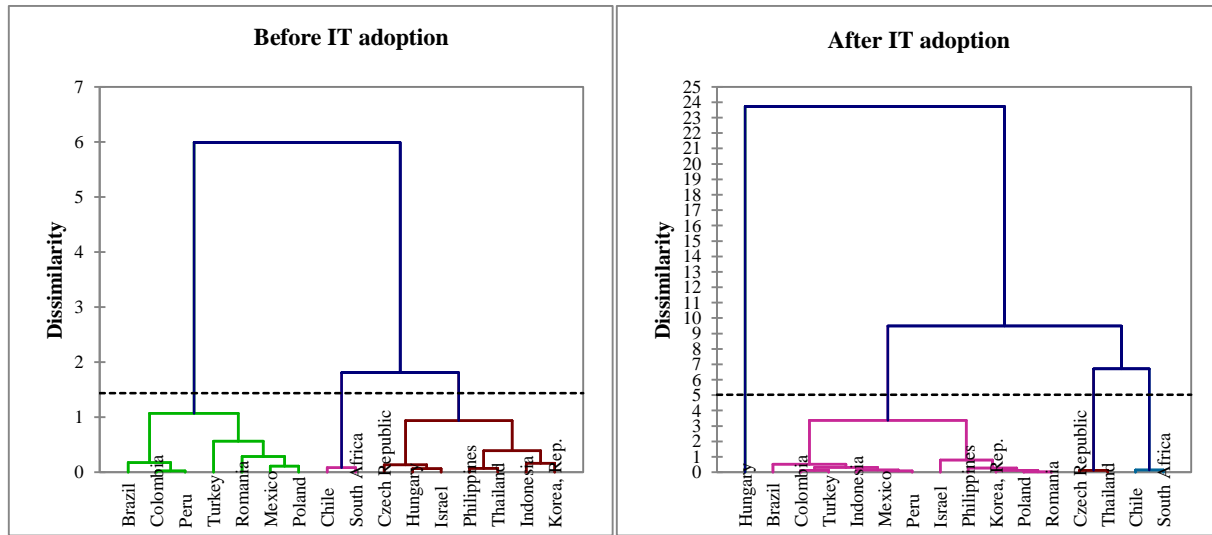 Before IT adoption
7
6
5
4
3
2
1
0
Dissimilarity
Brazil
Colombia
Peru
Turkey
Romania
Mexico
Poland
Chile
South Africa
Czech Republic
Hungary
Israel
Philippines
Thailand
Indonesia
Korea, Rep.
After IT adoption
25
24
23
22
21
20
19
18
17
16
15
14
13
12
11
10
9
8
7
6
5
4
3
2
1
0
Dissimilarity
Hungary
Brazil
Colombia
Turkey
Indonesia
Mexico
Peru
Israel
Philippines
Korea, Rep.
Poland
Romania
Czech Republic
Thailand
Chile
South Africa